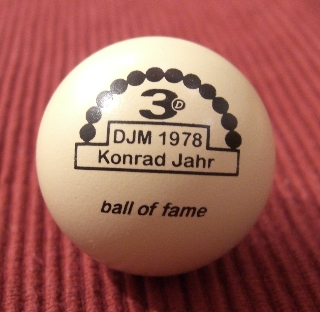 3D
DJM 1978
Konrad Jahr
ball of fame